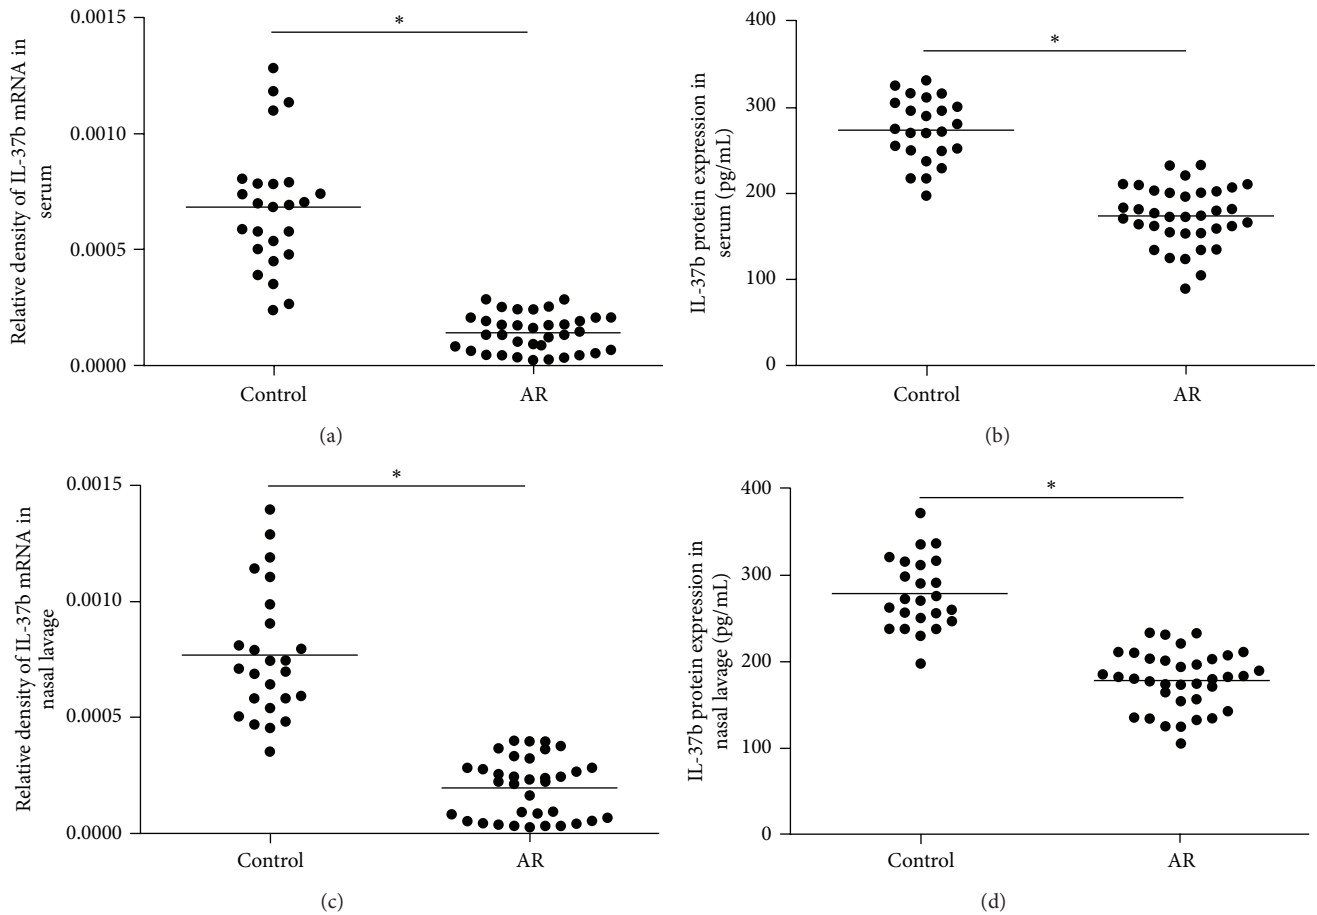 Relative density of IL-37b mRNA in
serum
0.0015
0.0010
0.0005
0.0000
*
Control
AR
(a)
IL-37b protein expression in
serum (pg/mL)
400
300
200
100
0
*
Control
AR
(b)
Relative density of IL-37b mRNA in
nasal lavage
0.0015
0.0010
0.0005
0.0000
*
Control
AR
(c)
IL-37b protein expression in
nasal lavage (pg/mL)
400
300
200
100
0
*
Control
AR
(d)